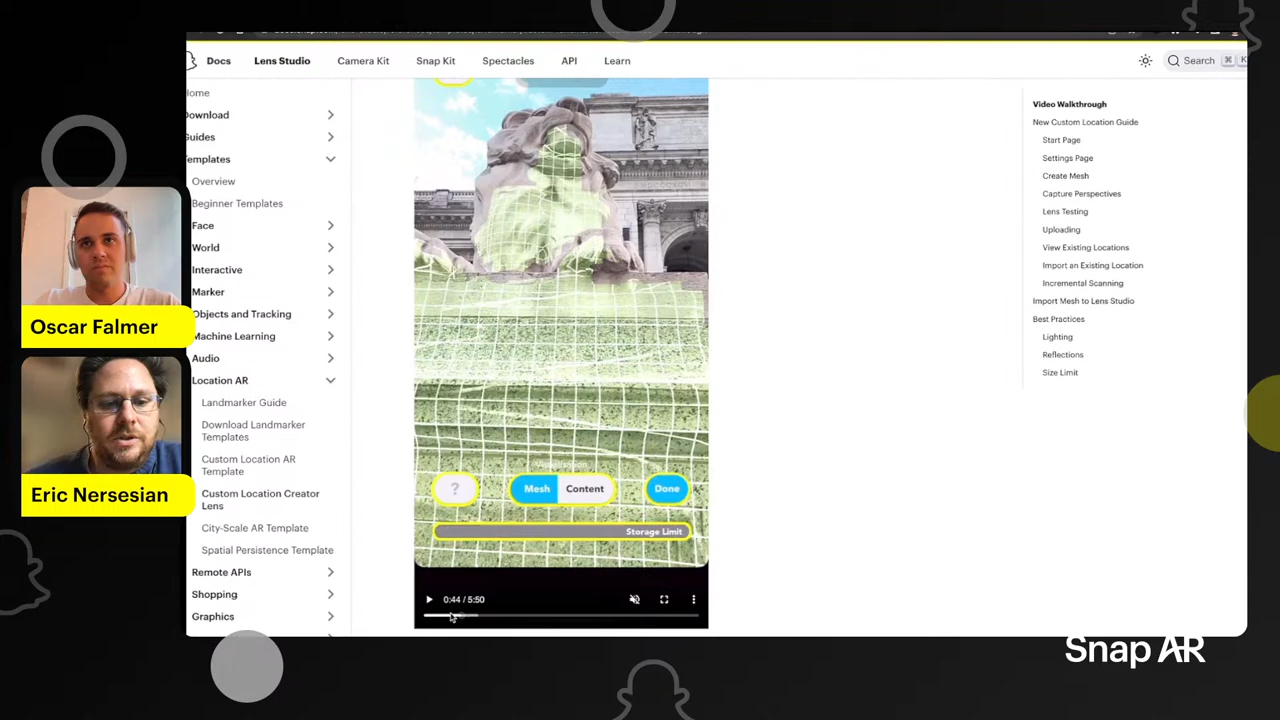 Docs
Lens Studio
Camera Kit
Snap Kit
Spectacles
API
Learn
Search
⌘
K
Home
Download
Guides
Templates
Overview
Beginner Templates
Face
World
Interactive
Marker
Objects and Tracking
Machine Learning
Audio
Location AR
Landmarker Guide
Download Landmarker
Templates
Custom Location AR
Template
Custom Location Creator
Lens
City-Scale AR Template
Spatial Persistence Template
Remote APIs
Shopping
Graphics
?
Mesh
Content
Done
Storage Limit
0:44 / 5:50
Video Walkthrough
New Custom Location Guide
Start Page
Settings Page
Create Mesh
Capture Perspectives
Lens Testing
Uploading
View Existing Locations
Import an Existing Location
Incremental Scanning
Import Mesh to Lens Studio
Best Practices
Lighting
Reflections
Size Limit
Oscar Falmer
Eric Nersesian
Snap AR